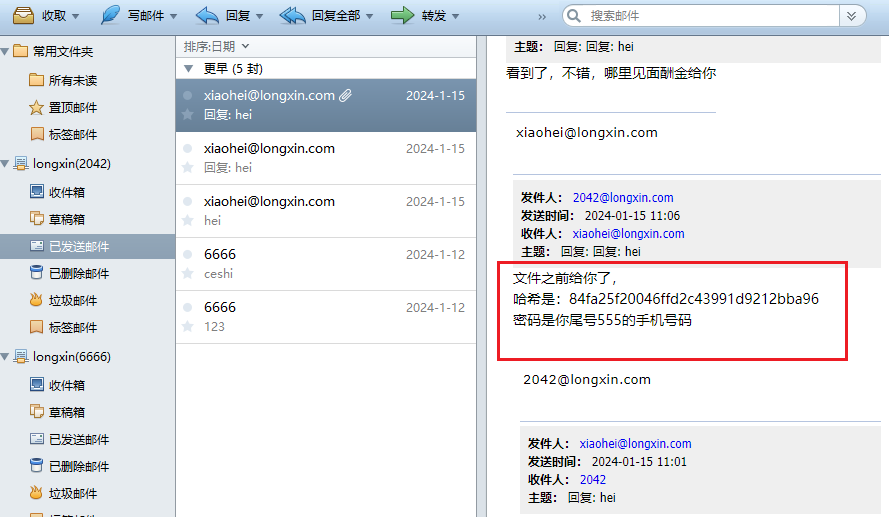 收取 写邮件 回复 回复全部 转发 » 搜索邮件
常用文件夹
所有未读
置顶邮件
标签邮件
longxin(2042)
收件箱
草稿箱
已发送邮件
已删除邮件
垃圾邮件
标签邮件
longxin(6666)
收件箱
草稿箱
已发送邮件
已删除邮件
垃圾邮件
排序:日期
更早 (5 封)
xiaohei@longxin.com 2024-1-15
回复: hei
xiaohei@longxin.com 2024-1-15
回复: hei
xiaohei@longxin.com 2024-1-15
hei
6666 2024-1-12
ceshi
6666 2024-1-12
123
主题： 回复: 回复: hei
看到了，不错，哪里见面酬金给你
xiaohei@longxin.com
发件人： 2042@longxin.com
发送时间： 2024-01-15 11:06
收件人： xiaohei@longxin.com
主题： 回复: 回复: hei
文件之前给你了，
哈希是：84fa25f20046ffd2c43991d9212bba96
密码是你尾号555的手机号码
2042@longxin.com
发件人： xiaohei@longxin.com
发送时间： 2024-01-15 11:01
收件人： 2042
主题： 回复: hei